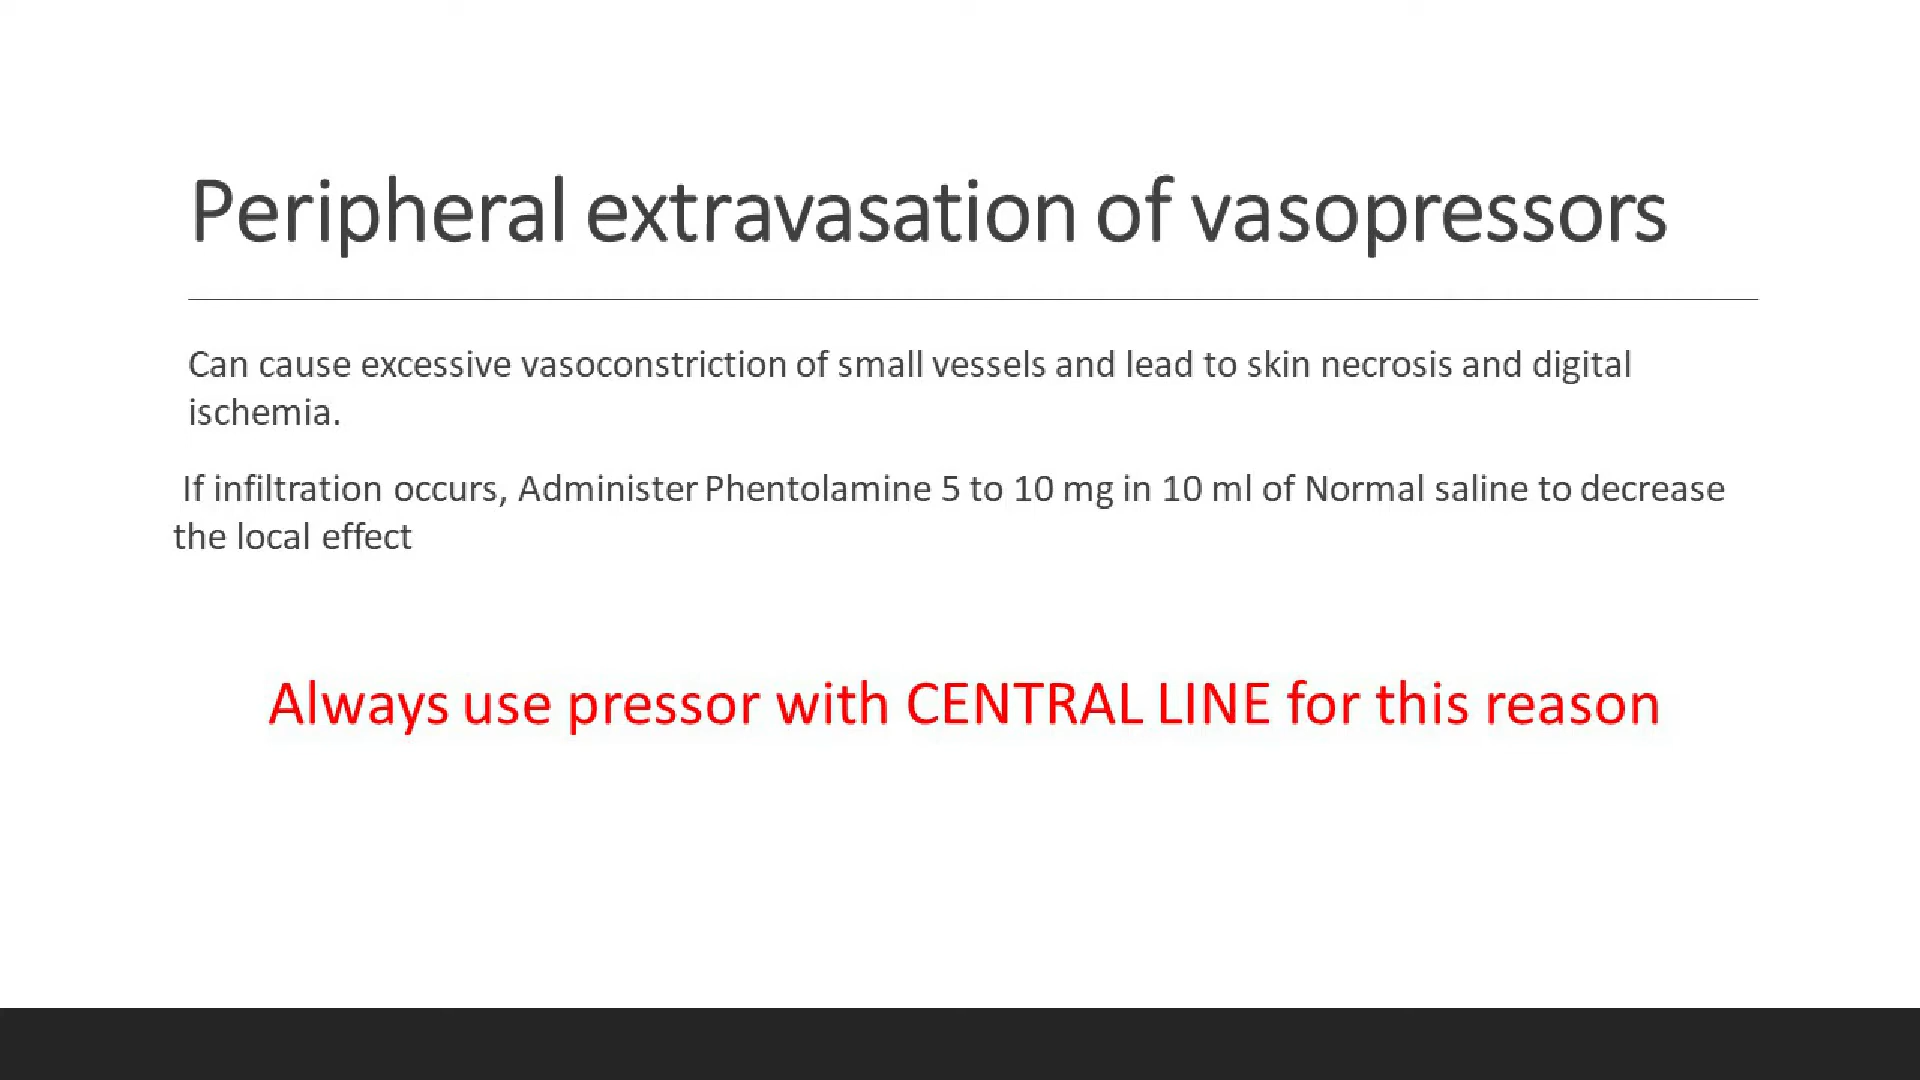 Peripheral extravasation of vasopressors
Can cause excessive vasoconstriction of small vessels and lead to skin necrosis and digital
ischemia.
If infiltration occurs, Administer Phentolamine 5 to 10 mg in 10 ml of Normal saline to decrease
the local effect
Always use pressor with CENTRAL LINE for this reason